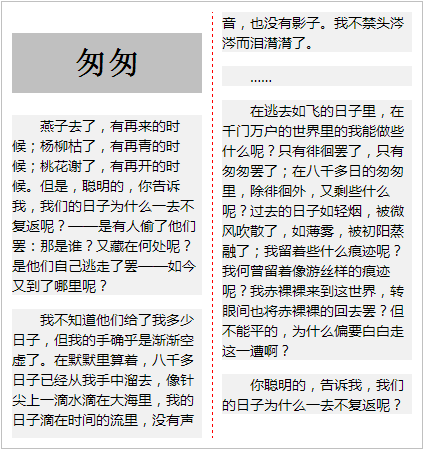 匆匆
燕子去了，有再来的时
候；杨柳枯了，有再青的时
候；桃花谢了，有再开的时
候。但是，聪明的，你告诉
我，我们的日子为什么一去不
复返呢？——是有人偷了他们
罢：那是谁？又藏在何处呢？
是他们自己逃走了罢——如今
又到了哪里呢？
我不知道他们给了我多少
日子，但我的手确乎是渐渐空
虚了。在默默里算着，八千多
日子已经从我手中溜去，像针
尖上一滴水滴在大海里，我的
日子滴在时间的流里，没有声
音，也没有影子。我不禁头涔
涔而泪潸潸了。
……
在逃去如飞的日子里，在
千门万户的世界里的我能做些
什么呢？只有徘徊罢了，只有
匆匆罢了；在八千多日的匆匆
里，除徘徊外，又剩些什么
呢？过去的日子如轻烟，被微
风吹散了，如薄雾，被初阳蒸
融了；我留着些什么痕迹呢？
我何曾留着像游丝样的痕迹
呢？我赤裸裸来到这世界，转
眼间也将赤裸裸的回去罢？但
不能平的，为什么偏要白白走
这一遭啊？
你聪明的，告诉我，我们
的日子为什么一去不复返呢？